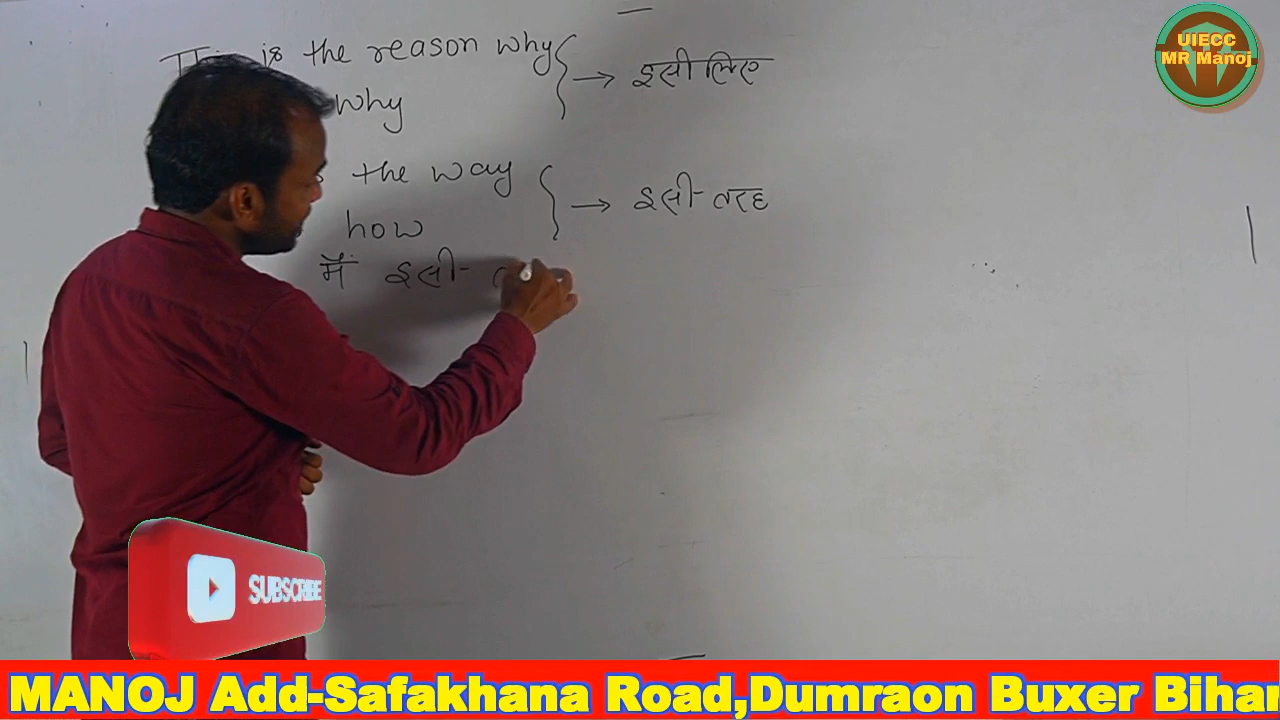 is the reason why
why
→ इसीलिए
the way
how
→ इसी-तरह
मैं इसी-
UIECC
MR Manoj
SUBSCRIBE
MANOJ Add-Safakhana Road,Dumraon Buxer Bihar